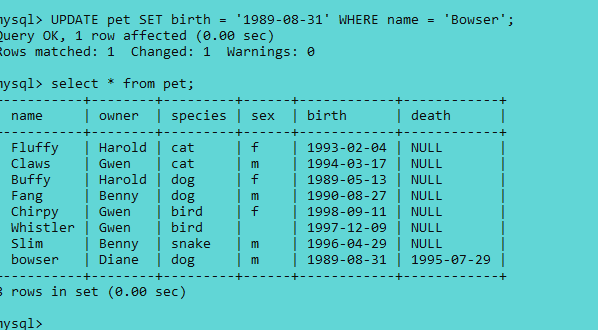 mysql> UPDATE pet SET birth = '1989-08-31' WHERE name = 'Bowser';
Query OK, 1 row affected (0.00 sec)
Rows matched: 1  Changed: 1  Warnings: 0
mysql> select * from pet;
----------+--------+---------+------+------------+------------+
 name     | owner  | species | sex  | birth      | death      |
----------+--------+---------+------+------------+------------+
 Fluffy   | Harold | cat     | f    | 1993-02-04 | NULL       |
 Claws    | Gwen   | cat     | m    | 1994-03-17 | NULL       |
 Buffy    | Harold | dog     | f    | 1989-05-13 | NULL       |
 Fang     | Benny  | dog     | m    | 1990-08-27 | NULL       |
 Chirpy   | Gwen   | bird    | f    | 1998-09-11 | NULL       |
 Whistler | Gwen   | bird    |      | 1997-12-09 | NULL       |
 Slim     | Benny  | snake   | m    | 1996-04-29 | NULL       |
 bowser   | Diane  | dog     | m    | 1989-08-31 | 1995-07-29 |
----------+--------+---------+------+------------+------------+
8 rows in set (0.00 sec)
mysql>